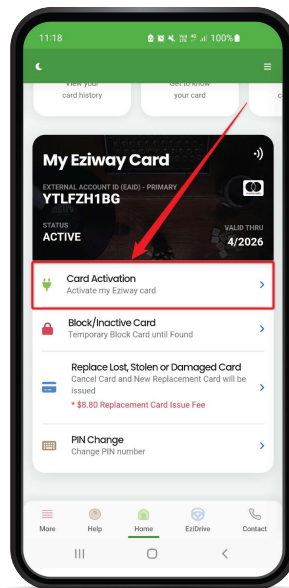 11:18
100%
View your
card history
Get to know
your card
My Eziway Card
EXTERNAL ACCOUNT ID (EAID) - PRIMARY
YTLFZH1BG
STATUS
ACTIVE
VALID THRU
4/2026
Card Activation
Activate my Eziway card
Block/Inactive Card
Temporary Block Card until Found
Replace Lost, Stolen or Damaged Card
Cancel Card and New Replacement Card will be
issued
* $8.80 Replacement Card Issue Fee
PIN Change
Change PIN number
More
Help
Home
EziDrive
Contact